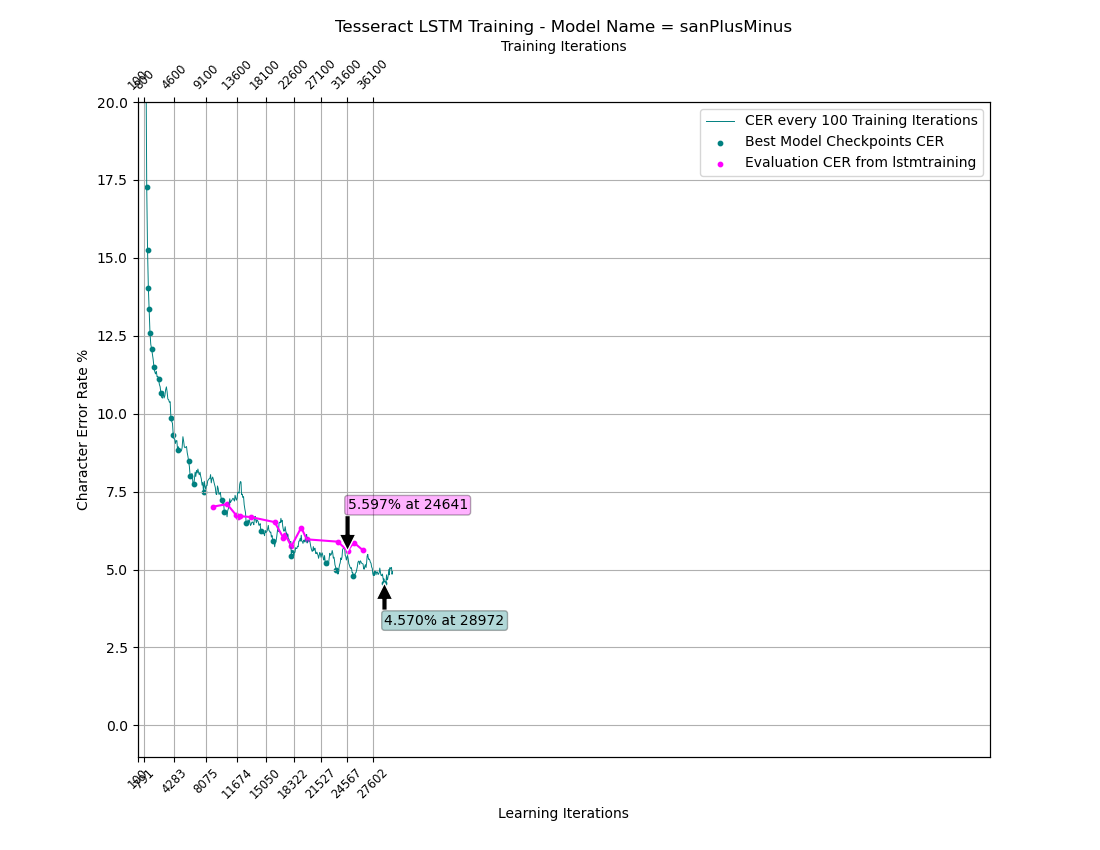 Tesseract LSTM Training - Model Name = sanPlusMinus
Training Iterations
100 800 4600 9100 13600 18100 22600 27100 31600 36100
20.0
17.5
15.0
12.5
10.0
7.5
5.0
2.5
0.0
Character Error Rate %
CER every 100 Training Iterations
Best Model Checkpoints CER
Evaluation CER from lstmtraining
5.597% at 24641
4.570% at 28972
100 791 4283 8075 11674 15050 18322 21527 24567 27602
Learning Iterations